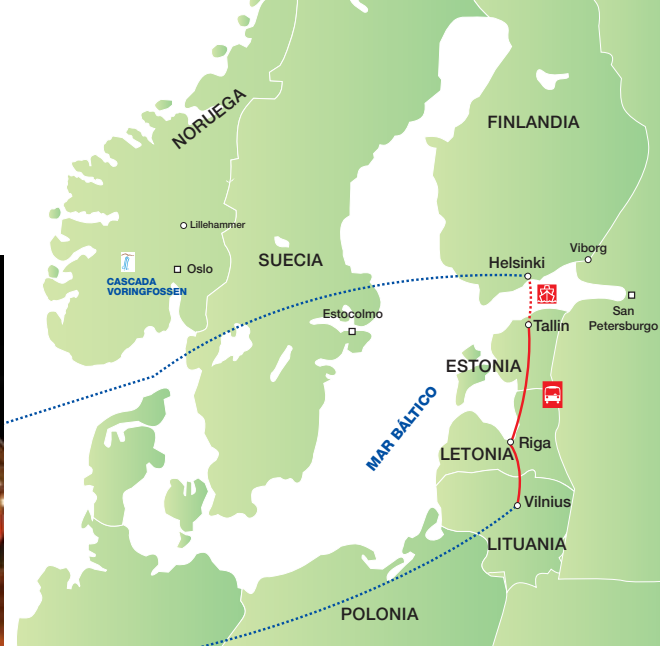 NORUEGA
FINLANDIA
Lillehammer
SUECIA
Viborg
Helsinki
Oslo
CASCADA
VORINGFOSSEN
Estocolmo
San
Petersburgo
Tallin
ESTONIA
MAR BÁLTICO
Riga
LETONIA
Vilnius
LITUANIA
POLONIA